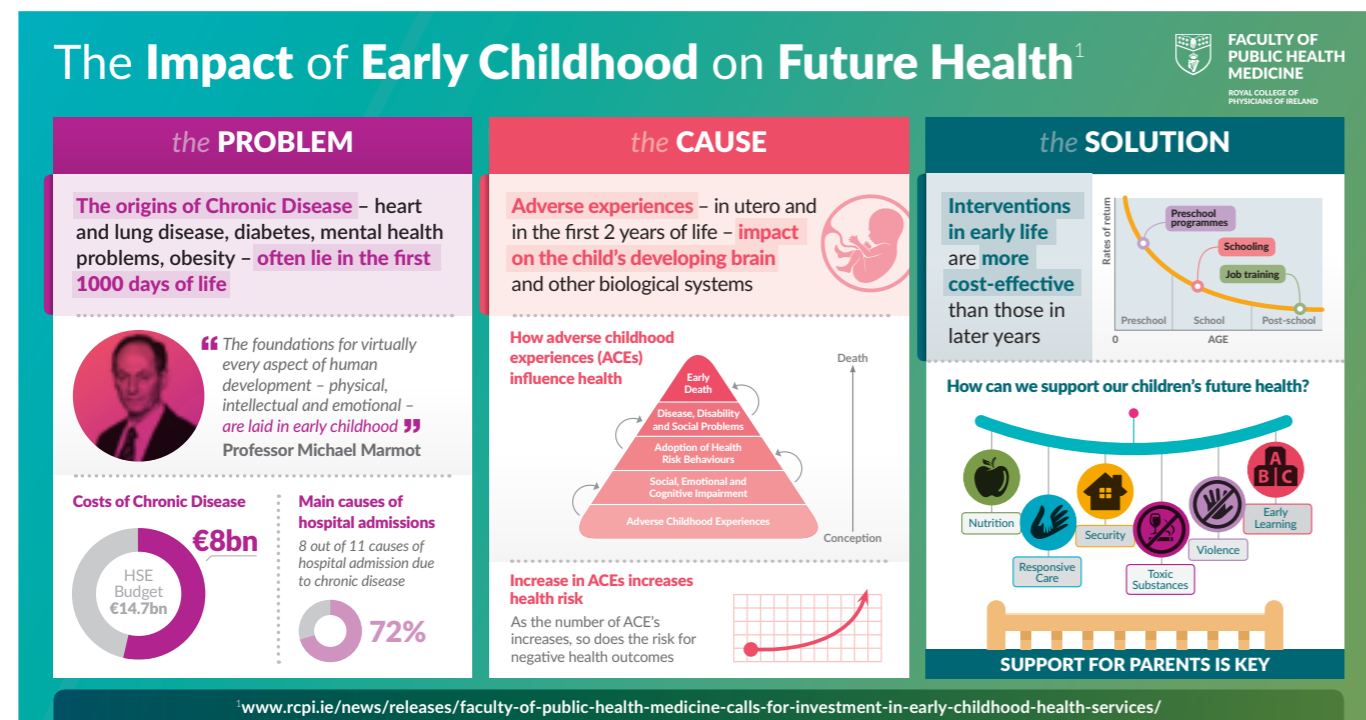 The Impact of Early Childhood on Future Health1
FACULTY OF
PUBLIC HEALTH
MEDICINE
ROYAL COLLEGE OF
PHYSICIANS OF IRELAND
the PROBLEM
The origins of Chronic Disease – heart
and lung disease, diabetes, mental health
problems, obesity – often lie in the first
1000 days of life
“ The foundations for virtually
every aspect of human
development – physical,
intellectual and emotional –
are laid in early childhood ”
Professor Michael Marmot
Costs of Chronic Disease
€8bn
HSE
Budget
€14.7bn
Main causes of
hospital admissions
8 out of 11 causes of
hospital admission due
to chronic disease
72%
the CAUSE
Adverse experiences – in utero and
in the first 2 years of life – impact
on the child's developing brain
and other biological systems
How adverse childhood
experiences (ACEs)
influence health
Early
Death
Disease, Disability
and Social Problems
Adoption of Health
Risk Behaviours
Social, Emotional and
Cognitive Impairment
Adverse Childhood Experiences
Death
Conception
Increase in ACEs increases
health risk
As the number of ACE's
increases, so does the risk for
negative health outcomes
the SOLUTION
Interventions
in early life
are more
cost-effective
than those in
later years
Rates of return
Preschool
programmes
Schooling
Job training
Preschool
School
Post-school
0
AGE
How can we support our children's future health?
Nutrition
Responsive
Care
Security
Toxic
Substances
Violence
A
B C
Early
Learning
SUPPORT FOR PARENTS IS KEY
1www.rcpi.ie/news/releases/faculty-of-public-health-medicine-calls-for-investment-in-early-childhood-health-services/